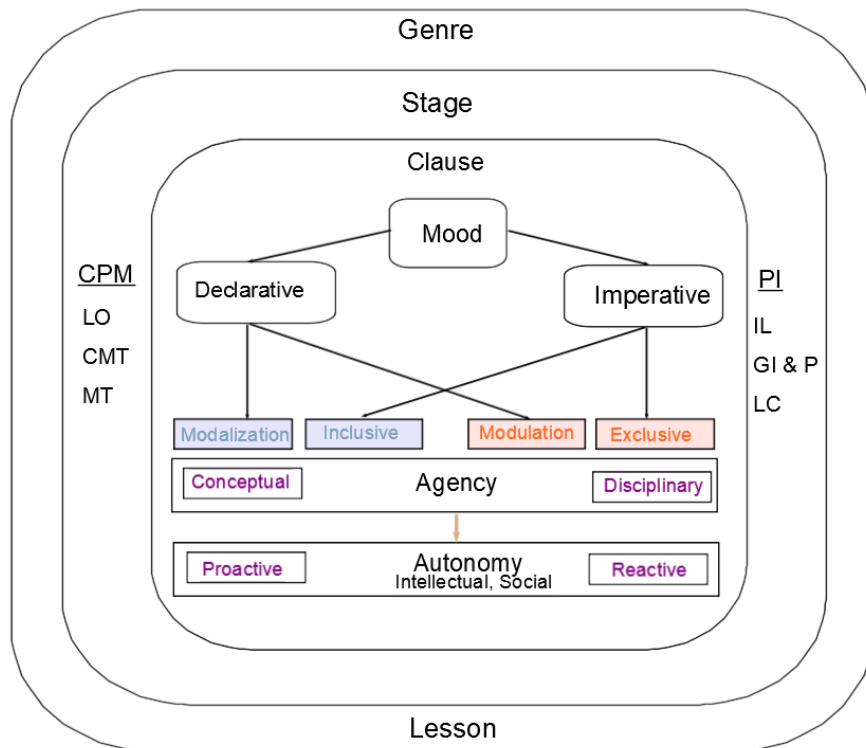 Genre
Stage
Clause
Mood
CPM
LO
CMT
MT
Declarative
Imperative
PI
IL
GI & P
LC
Modalization
Inclusive
Modulation
Exclusive
Conceptual
Agency
Disciplinary
Proactive
Autonomy
Intellectual, Social
Reactive
Lesson